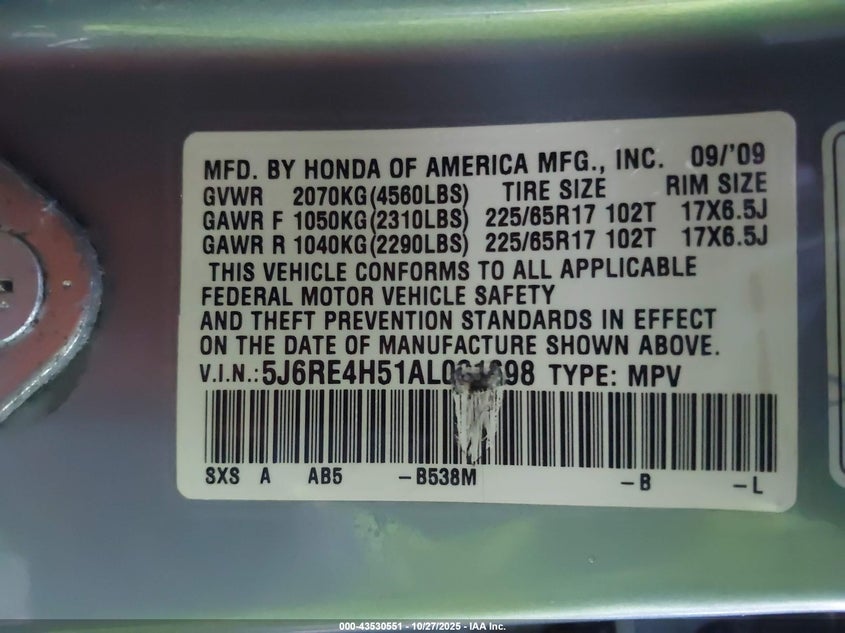 MFD. BY HONDA OF AMERICA MFG., INC. 09/'09
GVWR 2070KG(4560LBS) TIRE SIZE RIM SIZE
GAWR F 1050KG(2310LBS) 225/65R17 102T 17X6.5J
GAWR R 1040KG(2290LBS) 225/65R17 102T 17X6.5J
THIS VEHICLE CONFORMS TO ALL APPLICABLE
FEDERAL MOTOR VEHICLE SAFETY
AND THEFT PREVENTION STANDARDS IN EFFECT
ON THE DATE OF MANUFACTURE SHOWN ABOVE.
V.I.N.: TYPE: MPV
SXS A AB5 -B538M -B -L
000-43530551 - 10/27/2025 - IAA Inc.